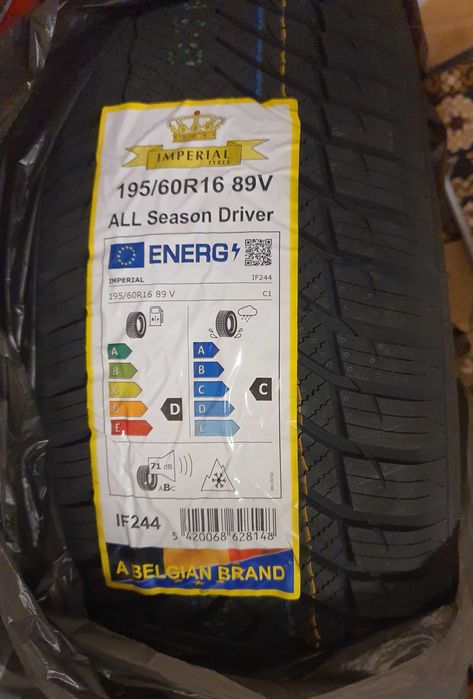 IMPERIAL
TYRES
195/60R16 89V
ALL Season Driver
ENERG
IMPERIAL IF244
195/60R16 89 V C1
A A
B B
C C C
D D D
E E
71 dB
ABC
IF244
5 420068 628148
A BELGIAN BRAND